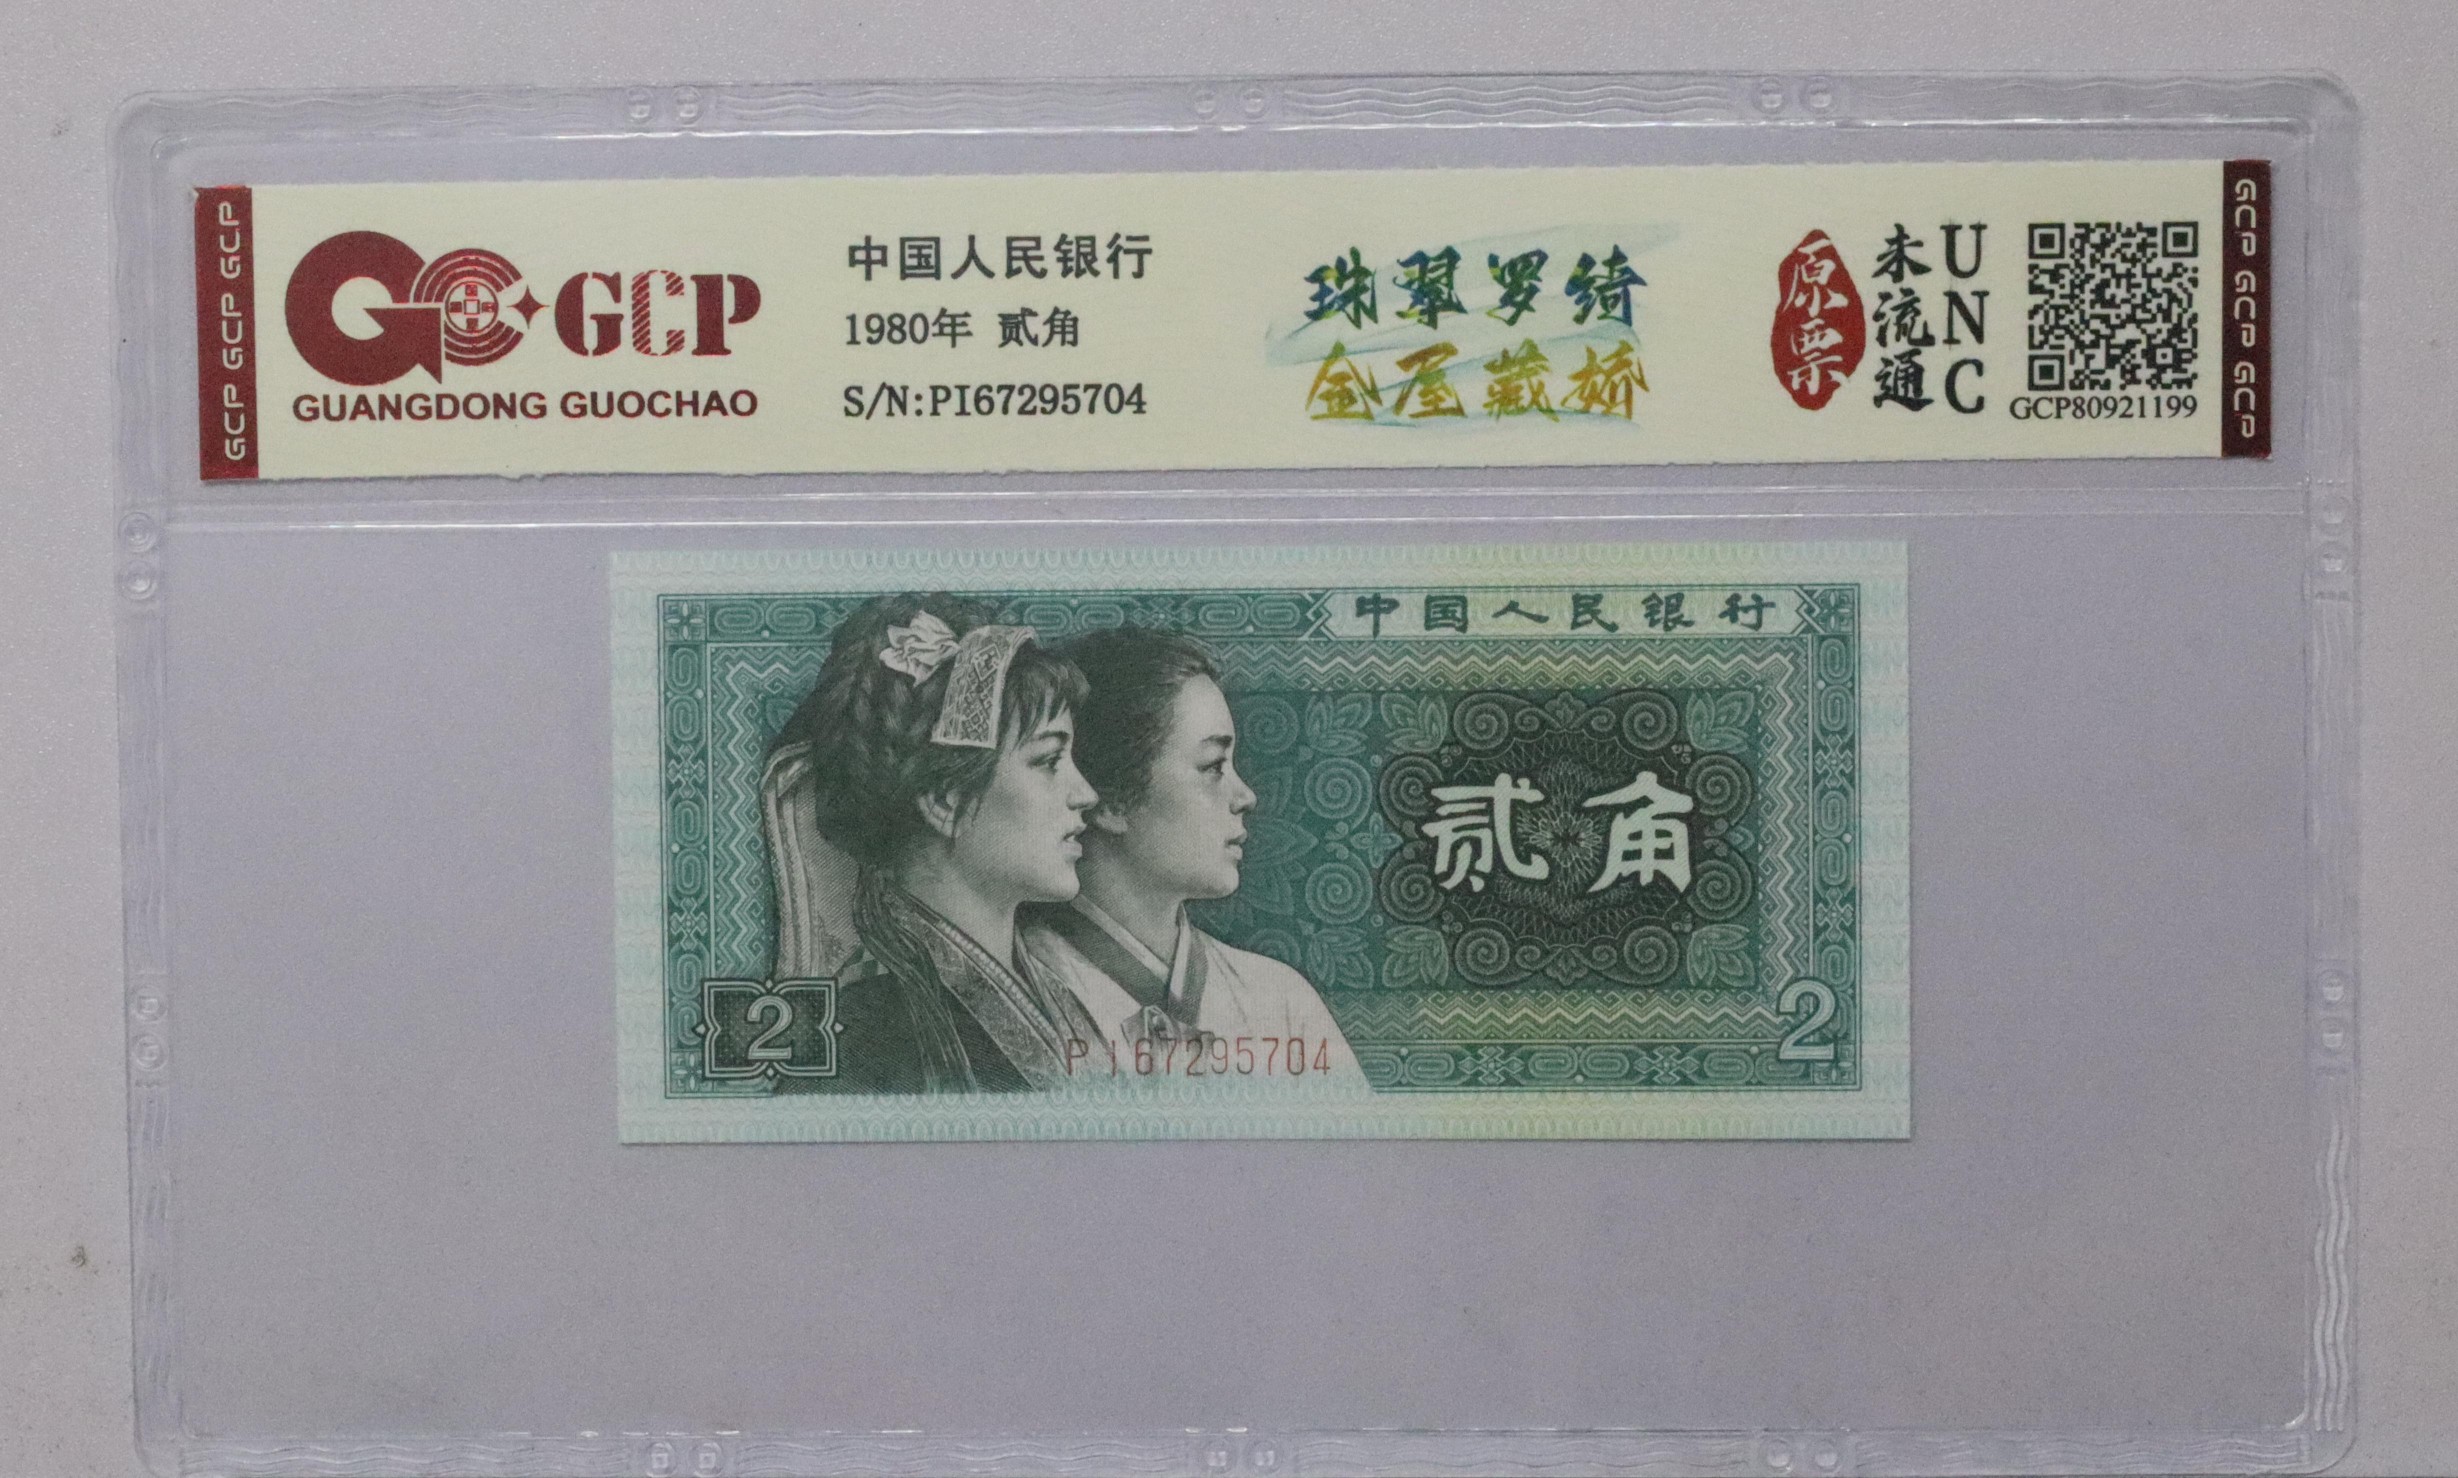 GCP GCP GCP
GCP
GUANGDONG GUOCHAO
中国人民银行
1980年 贰角
S/N:PI67295704
珠翠罗绮
金屋藏娇
原票
未流通
UNC
GCP80921199
GCP GCP GCP
中国人民银行
贰角
2
PI67295704
2